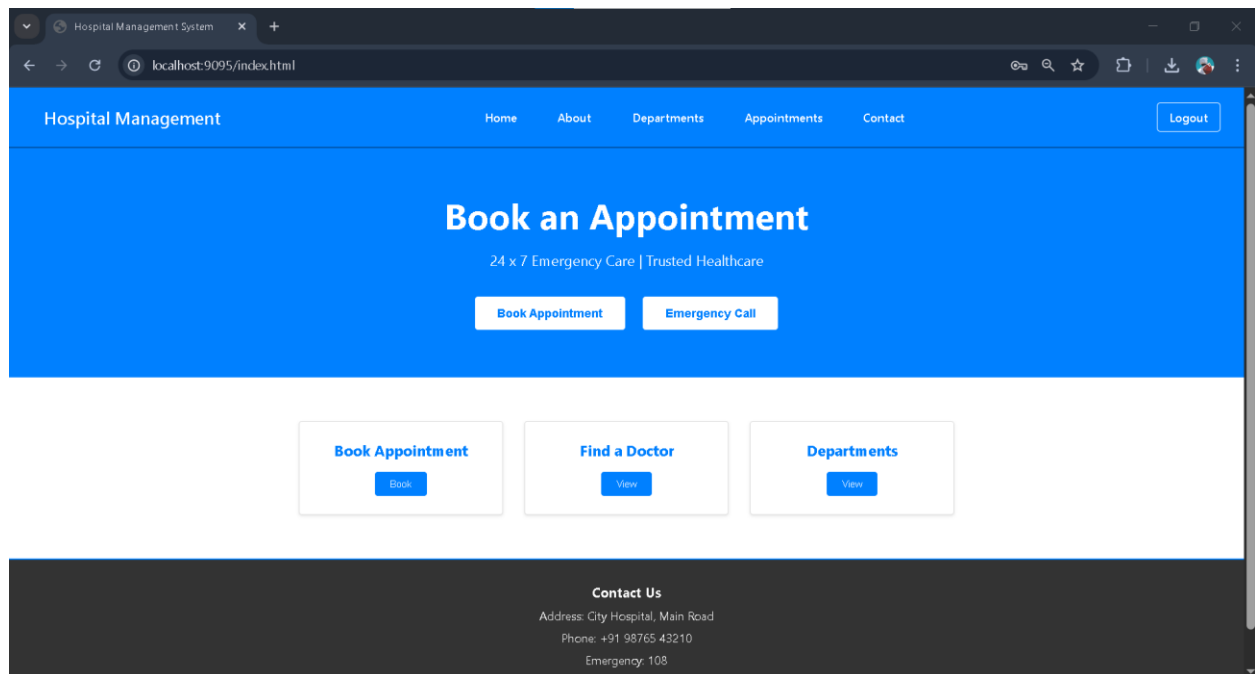 Hospital Management System
localhost:9095/index.html
Hospital Management Home About Departments Appointments Contact Logout
Book an Appointment
24 x 7 Emergency Care | Trusted Healthcare
Book Appointment Emergency Call
Book Appointment Find a Doctor Departments
Book View View
Contact Us
Address: City Hospital, Main Road
Phone: +91 98765 43210
Emergency: 108